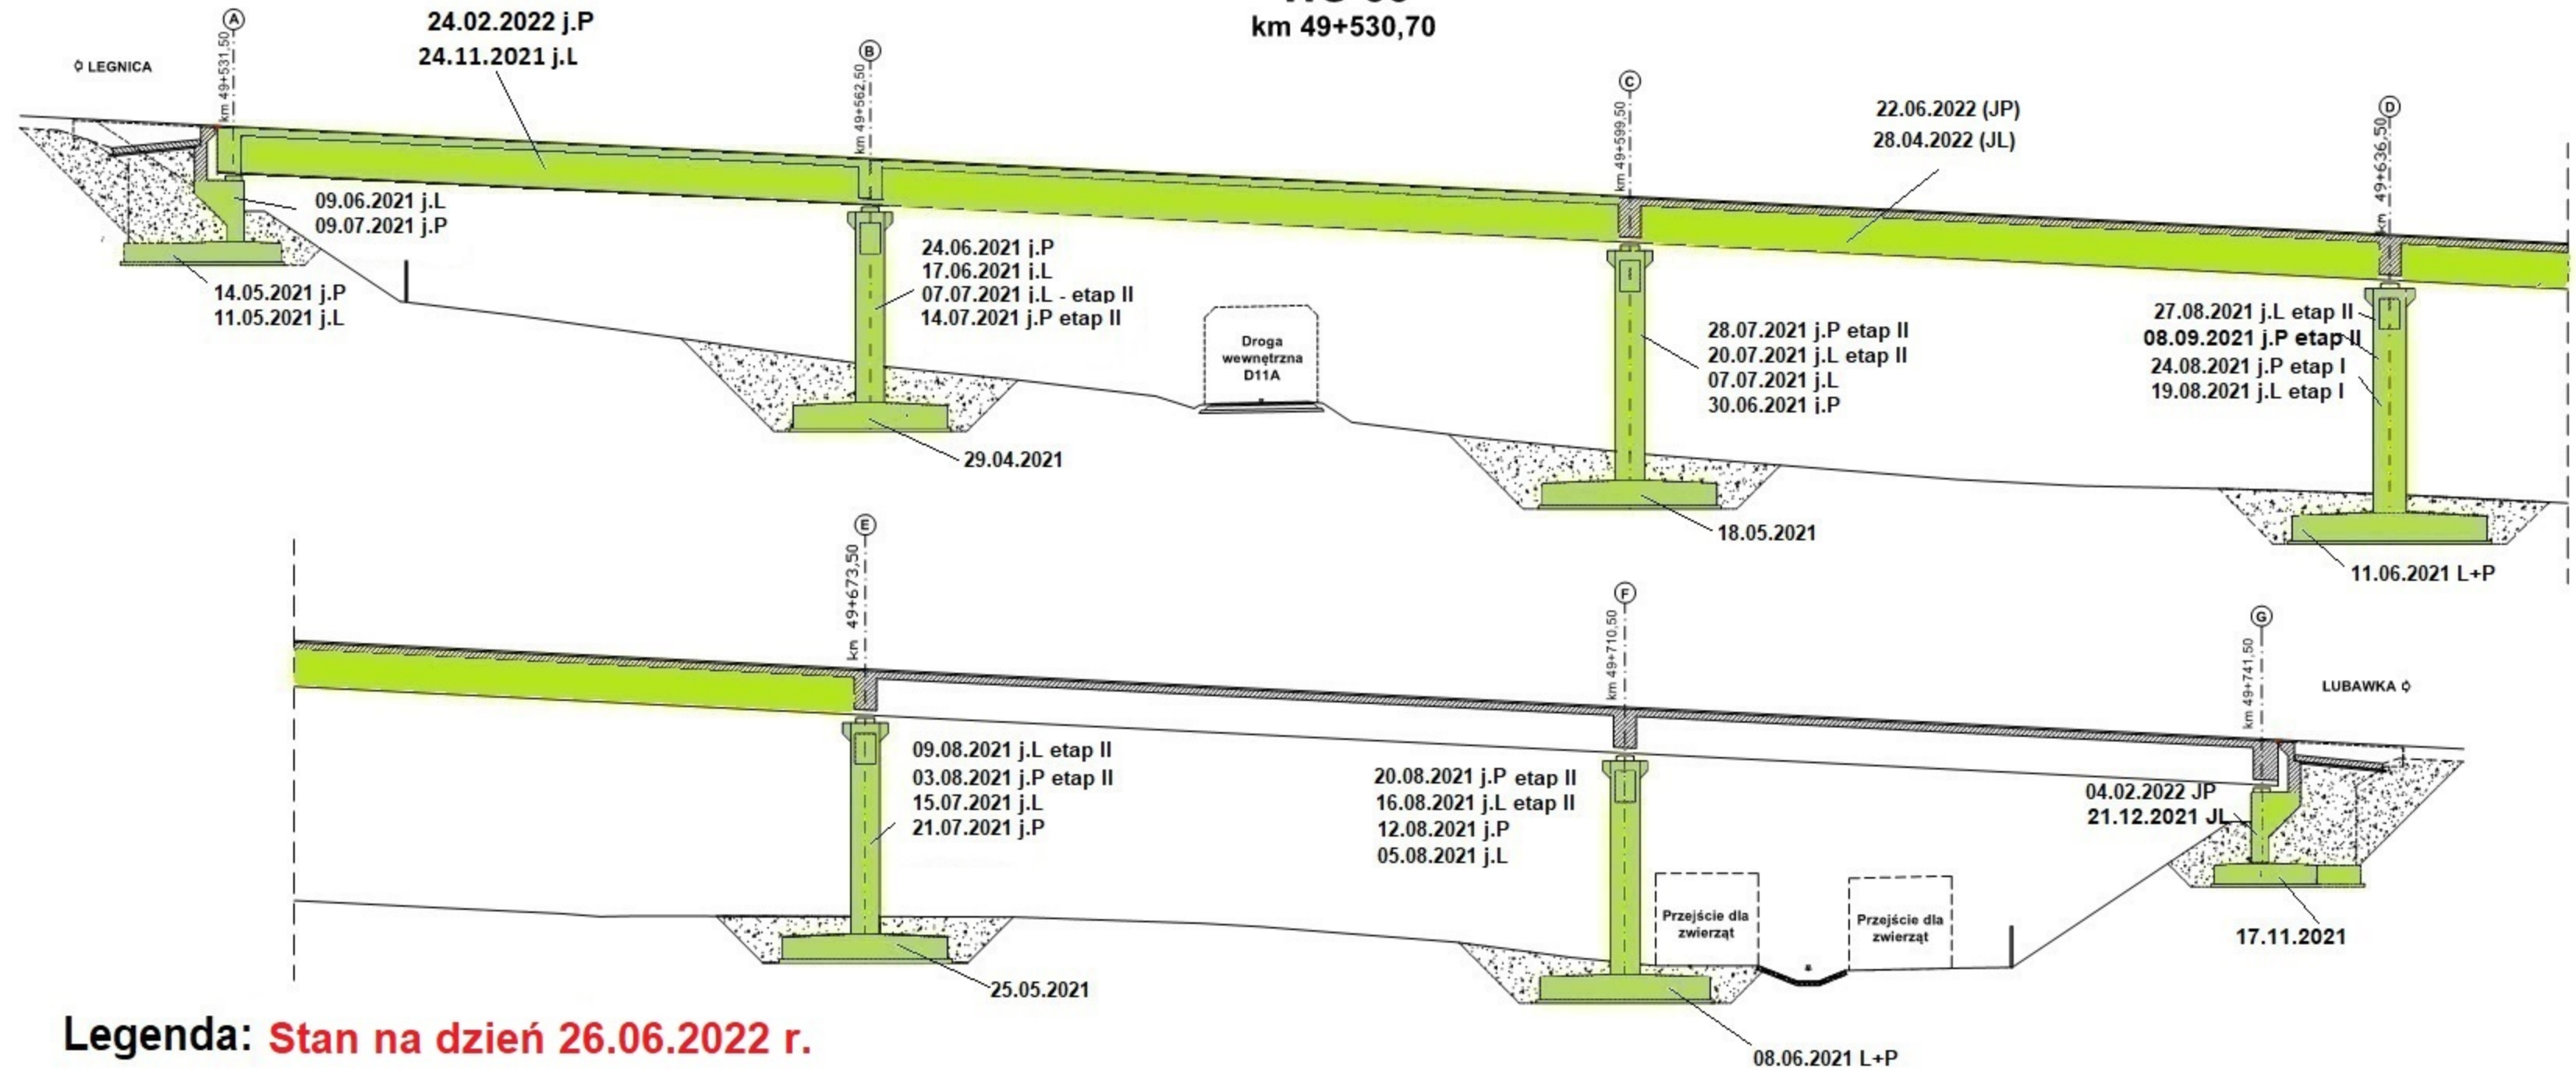 km 49+530,70
A
km 49+531,50
LEGNICA
24.02.2022 j.P
24.11.2021 j.L
B
km 49+562,50
C
km 49+599,50
22.06.2022 (JP)
28.04.2022 (JL)
D
km 49+636,50
09.06.2021 j.L
09.07.2021 j.P
14.05.2021 j.P
11.05.2021 j.L
24.06.2021 j.P
17.06.2021 j.L
07.07.2021 j.L - etap II
14.07.2021 j.P etap II
29.04.2021
Droga
wewnętrzna
D11A
28.07.2021 j.P etap II
20.07.2021 j.L etap II
07.07.2021 j.L
30.06.2021 j.P
18.05.2021
27.08.2021 j.L etap II
08.09.2021 j.P etap II
24.08.2021 j.P etap I
19.08.2021 j.L etap I
11.06.2021 L+P
E
km 49+673,50
F
km 49+710,50
G
km 49+741,50
LUBAWKA
09.08.2021 j.L etap II
03.08.2021 j.P etap II
15.07.2021 j.L
21.07.2021 j.P
25.05.2021
20.08.2021 j.P etap II
16.08.2021 j.L etap II
12.08.2021 j.P
05.08.2021 j.L
Przejście dla
zwierząt
Przejście dla
zwierząt
08.06.2021 L+P
04.02.2022 JP
21.12.2021 JL
17.11.2021
Legenda: Stan na dzień 26.06.2022 r.